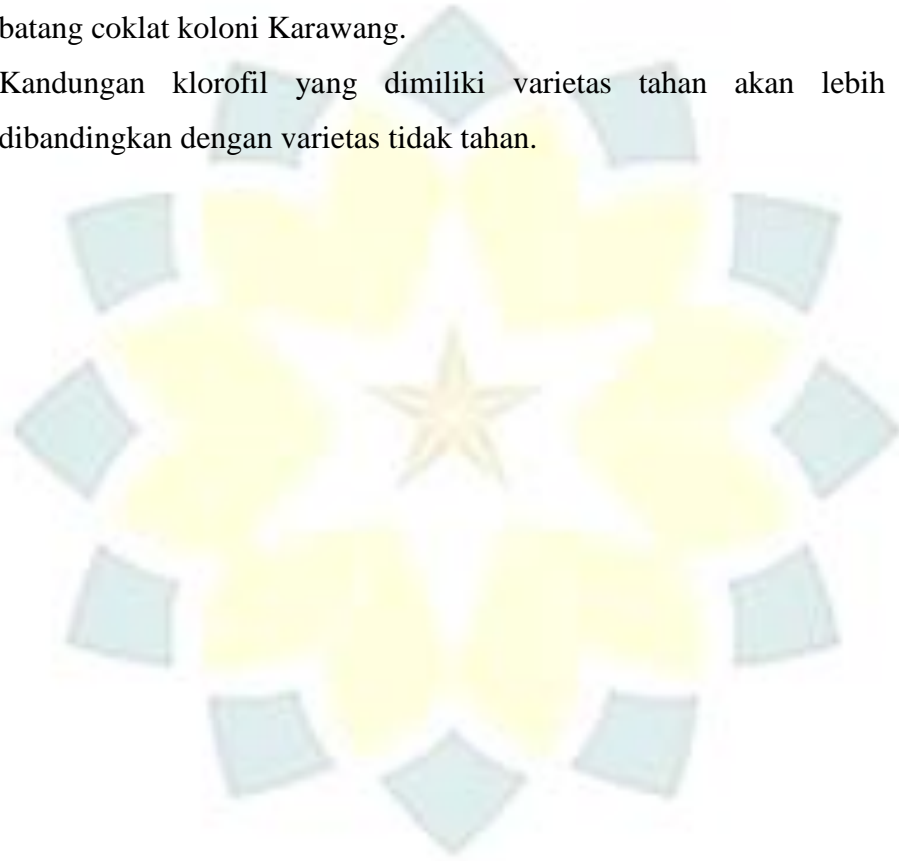 batang coklat koloni Karawang.
Kandungan klorofil yang dimiliki varietas tahan akan lebih
dibandingkan dengan varietas tidak tahan.